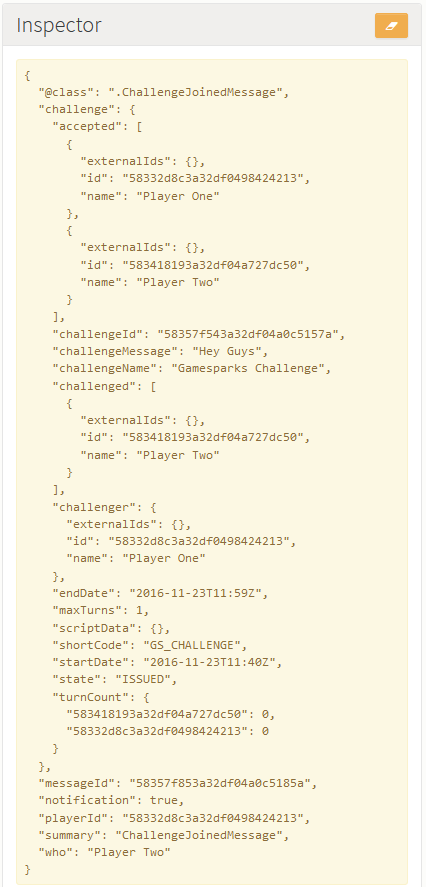 Inspector
{
"@class": ".ChallengeJoinedMessage",
"challenge": {
"accepted": [
{
"externalIds": {},
"id": "58332d8c3a32df0498424213",
"name": "Player One"
},
{
"externalIds": {},
"id": "583418193a32df04a727dc50",
"name": "Player Two"
}
],
"challengeId": "58357f543a32df04a0c5157a",
"challengeMessage": "Hey Guys",
"challengeName": "Gamesparks Challenge",
"challenged": [
{
"externalIds": {},
"id": "583418193a32df04a727dc50",
"name": "Player Two"
}
],
"challenger": {
"externalIds": {},
"id": "58332d8c3a32df0498424213",
"name": "Player One"
},
"endDate": "2016-11-23T11:59Z",
"maxTurns": 1,
"scriptData": {},
"shortCode": "GS_CHALLENGE",
"startDate": "2016-11-23T11:40Z",
"state": "ISSUED",
"turnCount": {
"583418193a32df04a727dc50": 0,
"58332d8c3a32df0498424213": 0
}
},
"messageId": "58357f853a32df04a0c5185a",
"notification": true,
"playerId": "58332d8c3a32df0498424213",
"summary": "ChallengeJoinedMessage",
"who": "Player Two"
}